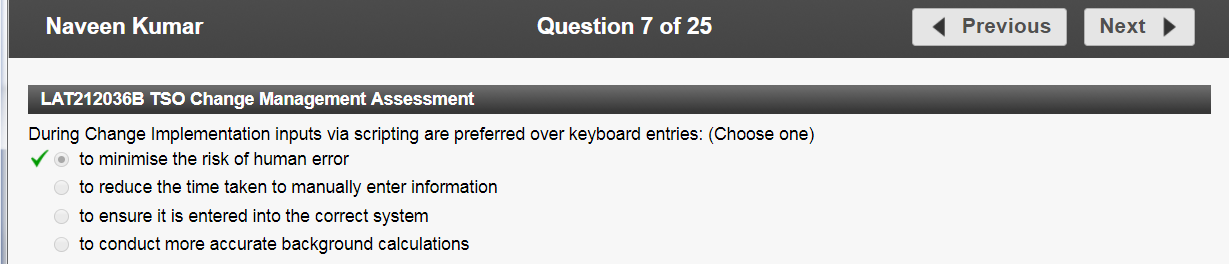 Naveen Kumar Question 7 of 25 Previous Next
LAT212036B TSO Change Management Assessment
During Change Implementation inputs via scripting are preferred over keyboard entries: (Choose one)
to minimise the risk of human error
to reduce the time taken to manually enter information
to ensure it is entered into the correct system
to conduct more accurate background calculations